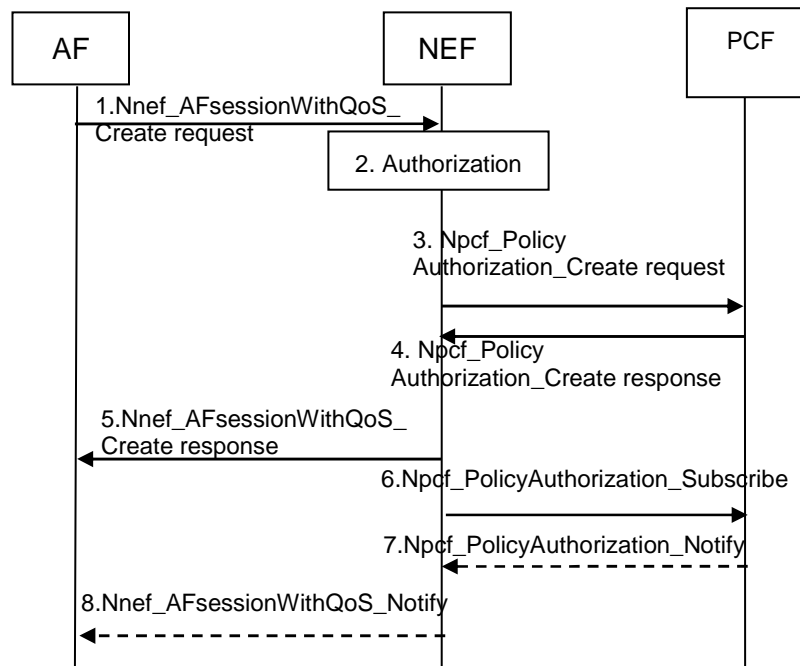 AF
NEF
PCF
1.Nnef_AFsessionWithQoS_
Create request
2. Authorization
3. Npcf_Policy
Authorization_Create request
4. Npcf_Policy
Authorization_Create response
5.Nnef_AFsessionWithQoS_
Create response
6.Npcf_PolicyAuthorization_Subscribe
7.Npcf_PolicyAuthorization_Notify
8.Nnef_AFsessionWithQoS_Notify